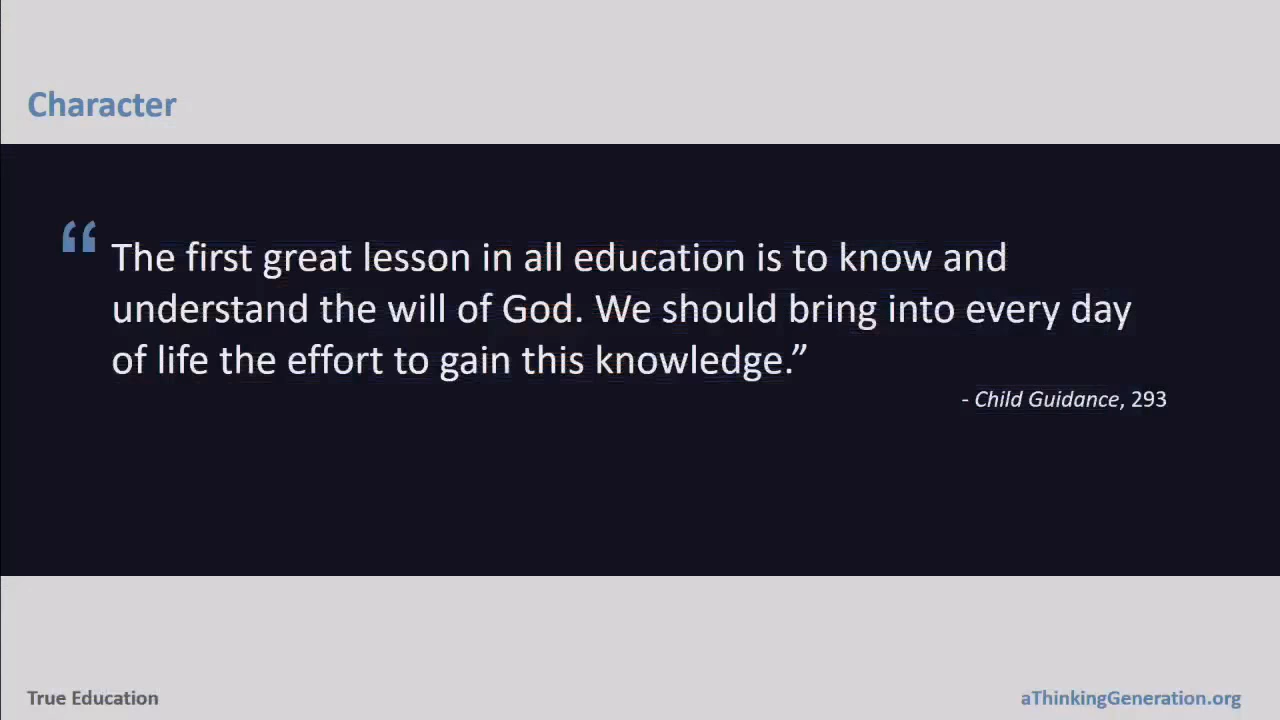 Character
“The first great lesson in all education is to know and
understand the will of God. We should bring into every day
of life the effort to gain this knowledge.”
- Child Guidance, 293
True Education
aThinkingGeneration.org